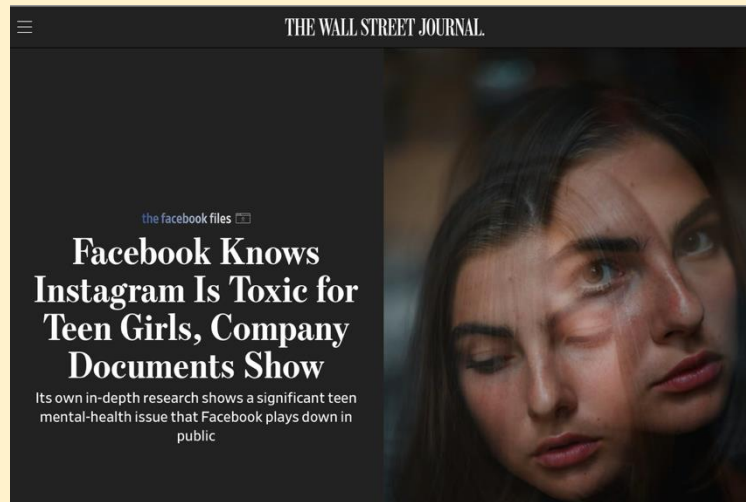 THE WALL STREET JOURNAL.
the facebook files
Facebook Knows
Instagram Is Toxic for
Teen Girls, Company
Documents Show
Its own in-depth research shows a significant teen
mental-health issue that Facebook plays down in
public